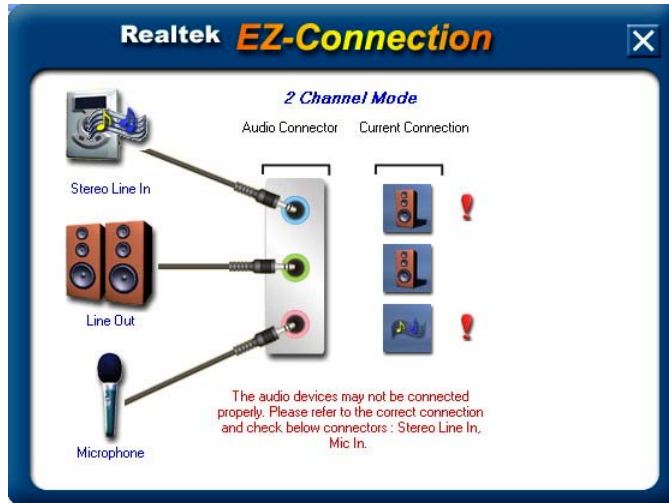 Realtek EZ-Connection
2 Channel Mode
Audio Connector Current Connection
Stereo Line In
Line Out
Microphone
The audio devices may not be connected
properly. Please refer to the correct connection
and check below connectors : Stereo Line In,
Mic In.